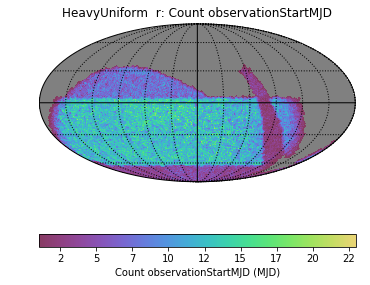 HeavyUniform r: Count observationStartMJD
2 5 7 10 12 15 17 20 22
Count observationStartMJD (MJD)